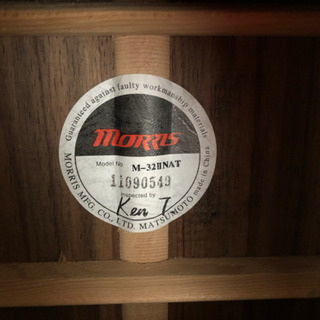 Guaranteed against faulty workmanship materials
MORRIS
Model No. M-32ⅡNAT
11090549
Inspected by
Ken T.
MORRIS MFG. CO., LTD. MATSUMOTO made in China